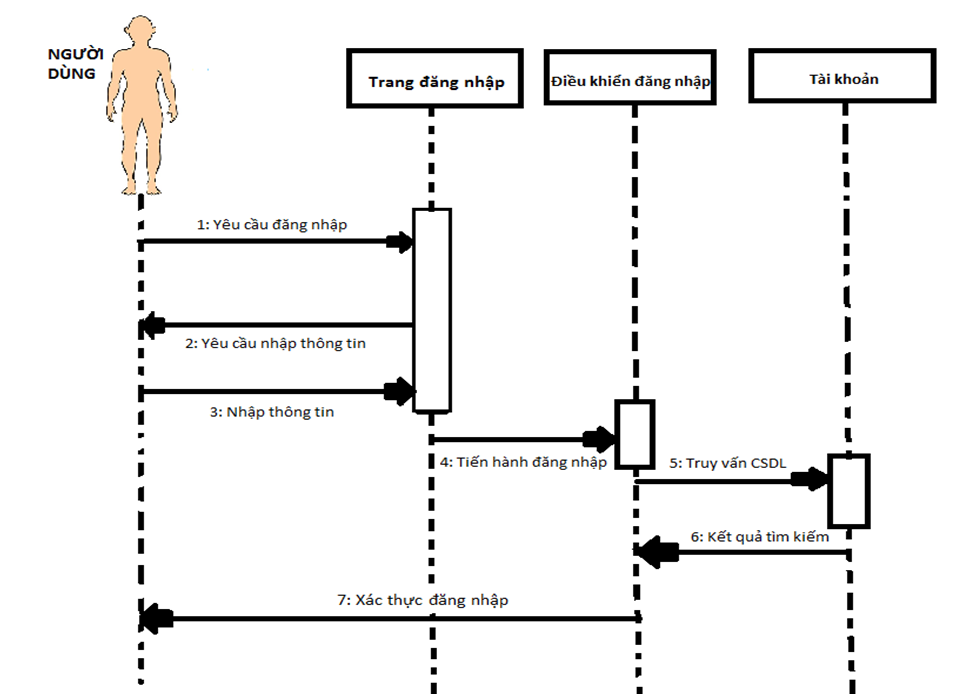 NGƯỜI
DÙNG
Trang đăng nhập
Điều khiển đăng nhập
Tài khoản
1: Yêu cầu đăng nhập
2: Yêu cầu nhập thông tin
3: Nhập thông tin
4: Tiến hành đăng nhập
5: Truy vấn CSDL
6: Kết quả tìm kiếm
7: Xác thực đăng nhập